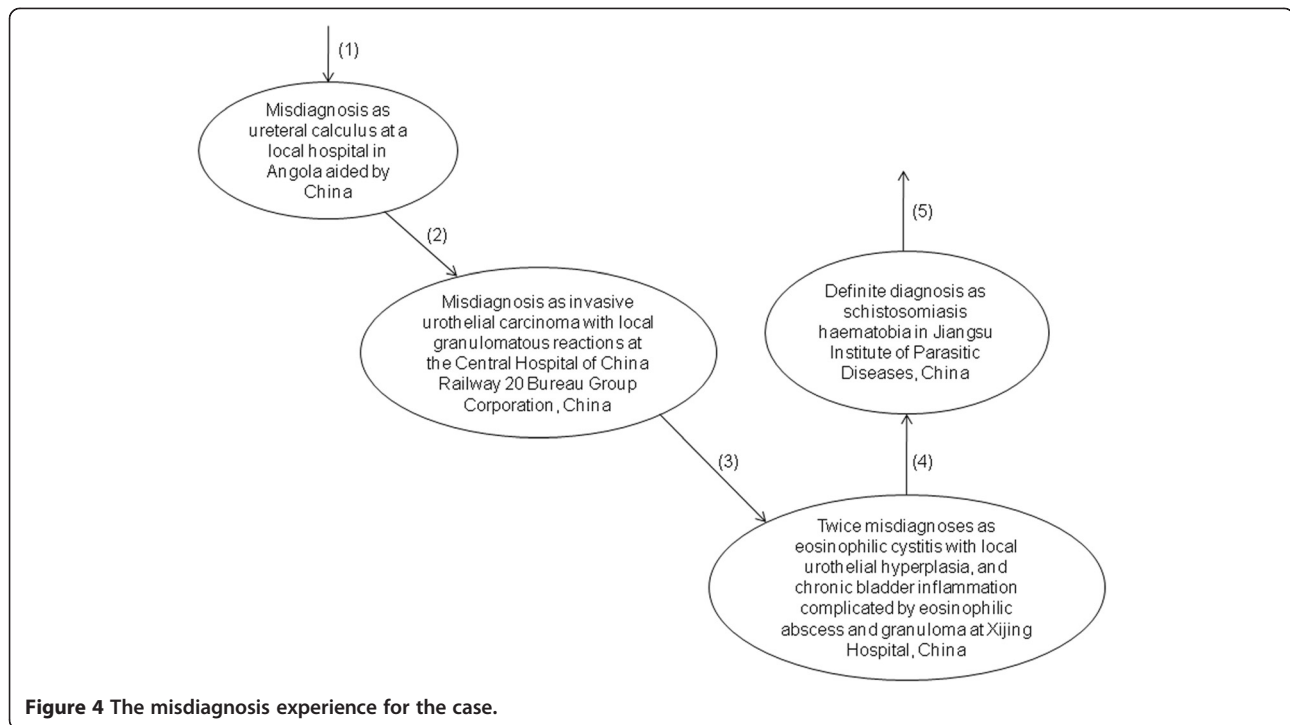 (1)
Misdiagnosis as
ureteral calculus at a
local hospital in
Angola aided by
China
(2)
Misdiagnosis as invasive
urothelial carcinoma with local
granulomatous reactions at
the Central Hospital of China
Railway 20 Bureau Group
Corporation, China
(3)
Twice misdiagnoses as
eosinophilic cystitis with local
urothelial hyperplasia, and
chronic bladder inflammation
complicated by eosinophilic
abscess and granuloma at Xijing
Hospital, China
(4)
Definite diagnosis as
schistosomiasis
haematobia in Jiangsu
Institute of Parasitic
Diseases, China
(5)
Figure 4 The misdiagnosis experience for the case.